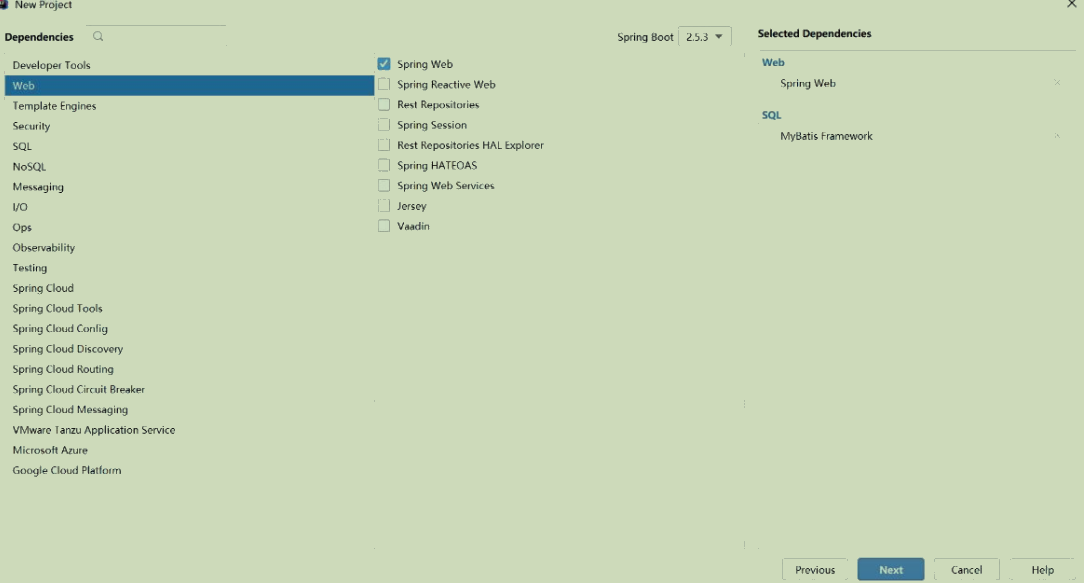 New Project
Dependencies
Spring Boot 2.5.3
Developer Tools
Web
Template Engines
Security
SQL
NoSQL
Messaging
I/O
Ops
Observability
Testing
Spring Cloud
Spring Cloud Tools
Spring Cloud Config
Spring Cloud Discovery
Spring Cloud Routing
Spring Cloud Circuit Breaker
Spring Cloud Messaging
VMware Tanzu Application Service
Microsoft Azure
Google Cloud Platform
Spring Web
Spring Reactive Web
Rest Repositories
Spring Session
Rest Repositories HAL Explorer
Spring HATEOAS
Spring Web Services
Jersey
Vaadin
Selected Dependencies
Web
Spring Web
SQL
MyBatis Framework
Previous
Next
Cancel
Help